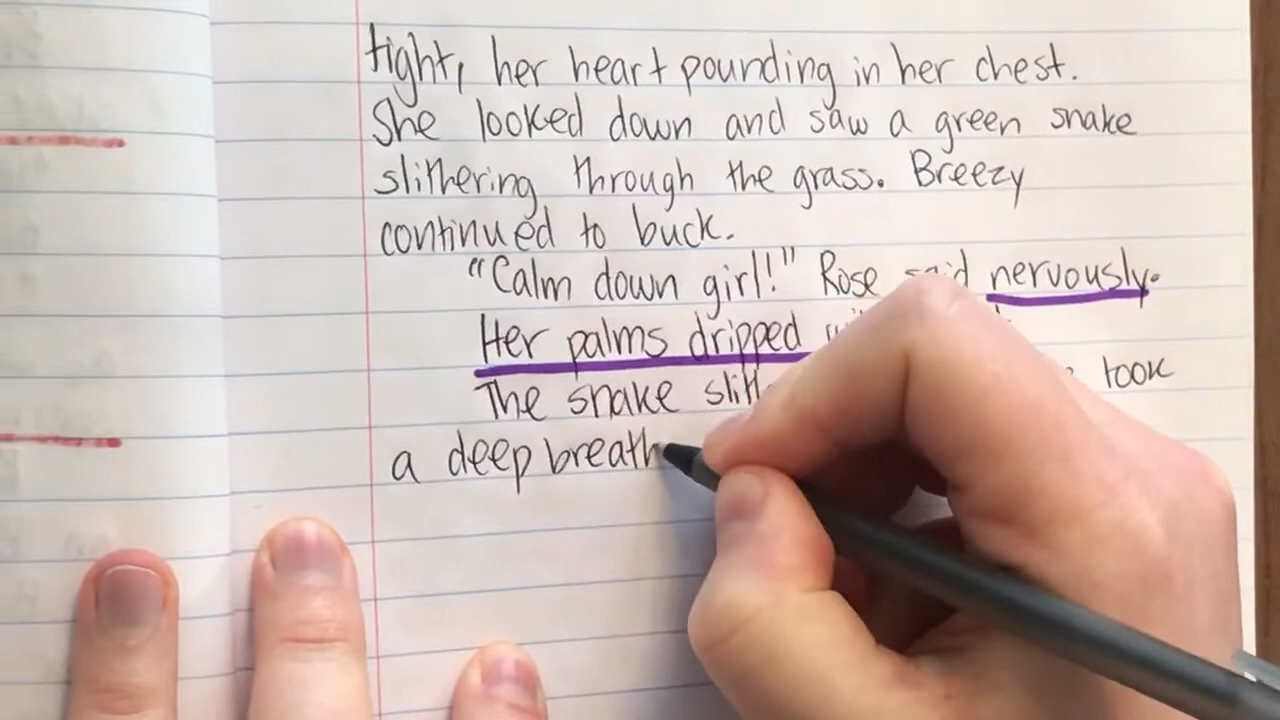 tight, her heart pounding in her chest.
She looked down and saw a green snake
slithering through the grass. Breezy
continued to buck.
"Calm down girl!" Rose said nervously.
Her palms dripped
The snake took
a deep breath